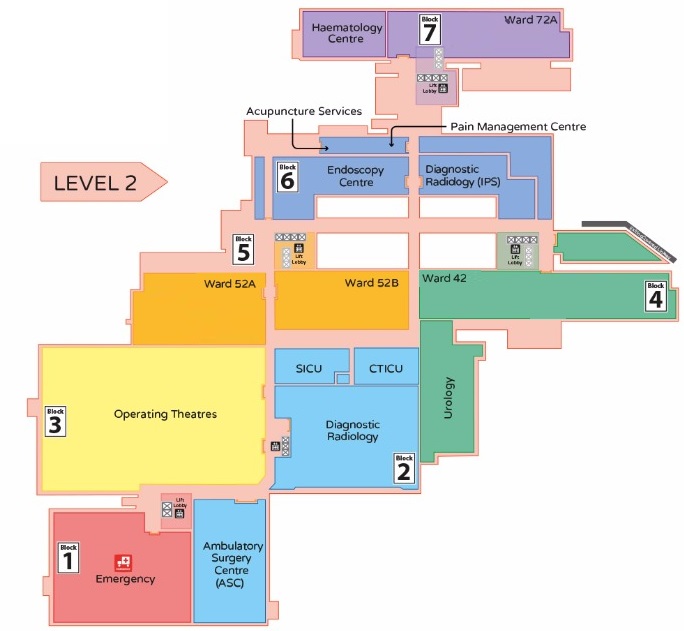 Haematology
Centre
Block
7
Ward 72A
Lift
Lobby
Acupuncture Services
Pain Management Centre
LEVEL 2
Block
6
Endoscopy
Centre
Diagnostic
Radiology (IPS)
Block
5
Lift
Lobby
Lift
Lobby
Ward 52A
Ward 52B
Ward 42
Block
4
SICU
CTICU
Block
3
Operating Theatres
Diagnostic
Radiology
Urology
Block
2
Lift
Lobby
Block
1
Emergency
Ambulatory
Surgery
Centre
(ASC)